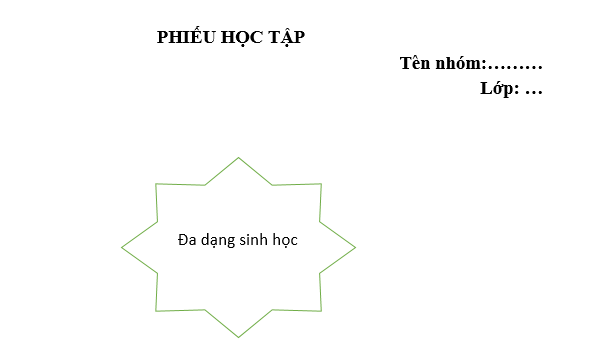 PHIẾU HỌC TẬP
Tên nhóm:………
Lớp: …
Đa dạng sinh học